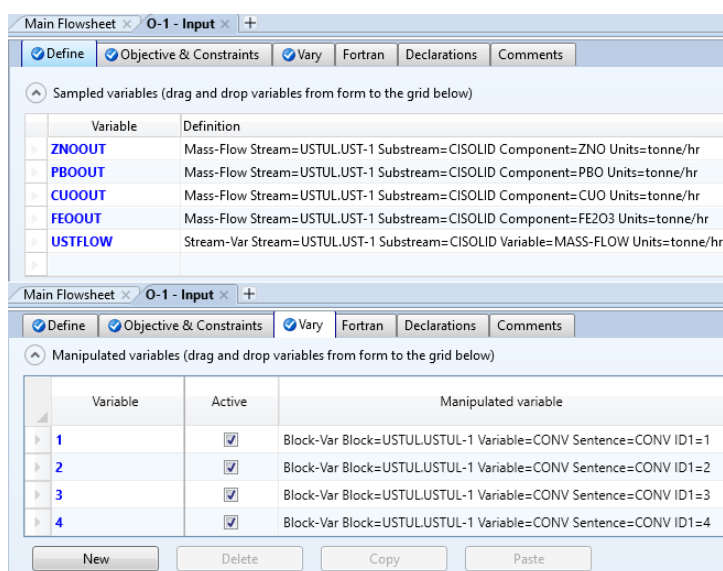 Main Flowsheet × O-1 - Input × +
Define Objective & Constraints Vary Fortran Declarations Comments
Sampled variables (drag and drop variables from form to the grid below)
Variable Definition
ZNOOUT Mass-Flow Stream=USTUL.UST-1 Substream=CISOLID Component=ZNO Units=tonne/hr
PBOOUT Mass-Flow Stream=USTUL.UST-1 Substream=CISOLID Component=PBO Units=tonne/hr
CUOOUT Mass-Flow Stream=USTUL.UST-1 Substream=CISOLID Component=CUO Units=tonne/hr
FEOOUT Mass-Flow Stream=USTUL.UST-1 Substream=CISOLID Component=FE2O3 Units=tonne/hr
USTFLOW Stream-Var Stream=USTUL.UST-1 Substream=CISOLID Variable=MASS-FLOW Units=tonne/hr
Main Flowsheet × O-1 - Input × +
Define Objective & Constraints Vary Fortran Declarations Comments
Manipulated variables (drag and drop variables from form to the grid below)
Variable Active Manipulated variable
1 Block-Var Block=USTUL.USTUL-1 Variable=CONV Sentence=CONV ID1=1
2 Block-Var Block=USTUL.USTUL-1 Variable=CONV Sentence=CONV ID1=2
3 Block-Var Block=USTUL.USTUL-1 Variable=CONV Sentence=CONV ID1=3
4 Block-Var Block=USTUL.USTUL-1 Variable=CONV Sentence=CONV ID1=4
New Delete Copy Paste